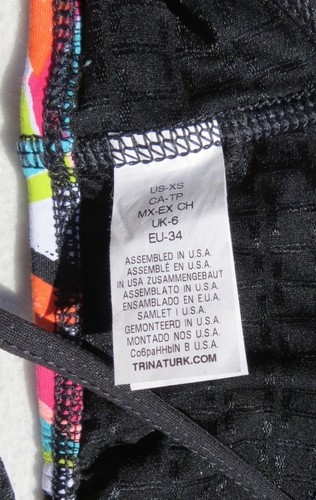 US-XS
CA-TP
MX-EX CH
UK-6
EU-34
ASSEMBLED IN U.S.A.
ASSEMBLÉ EN U.S.A.
IN USA ZUSAMMENGEBAUT
ASSEMBLATO IN U.S.A.
ENSAMBLADO EN E.U.A.
SAMLET I U.S.A.
GEMONTEERD IN U.S.A.
MONTADO NOS U.S.A.
Co6paHHbIN B U.S.A.
TRINATURK.COM